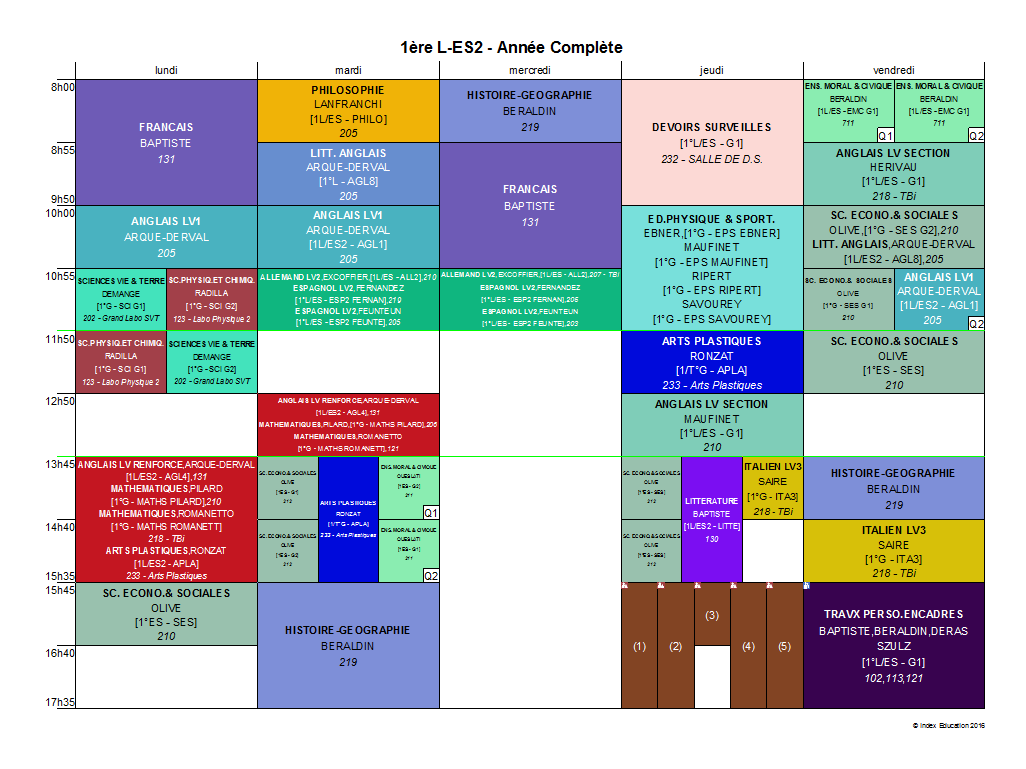 1ère L-ES2 - Année Complète
lundi
mardi
mercredi
jeudi
vendredi
8h00
8h55
9h50
10h00
10h55
11h50
12h50
13h45
14h40
15h35
15h45
16h40
17h35
FRANCAIS
BAPTISTE
131
ANGLAIS LV1
ARQUE-DERVAL
205
SCIENCES VIE & TERRE
DEMANGE
[1°G - SCI G1]
202 - Grand Labo SVT
SC.PHYSIQ.ET CHIMIQ.
RADILLA
[1°G - SCI G2]
123 - Labo Physique 2
SC.PHYSIQ.ET CHIMIQ.
RADILLA
[1°G - SCI G1]
123 - Labo Physique 2
SCIENCES VIE & TERRE
DEMANGE
[1°G - SCI G2]
202 - Grand Labo SVT
ANGLAIS LV RENFORCE,ARQUE-DERVAL
[1L/ES2 - AGL4],131
MATHEMATIQUES,PILARD
[1°G - MATHS PILARD],210
MATHEMATIQUES,ROMANETTO
[1°G - MATHS ROMANETT]
218 - TBi
ARTS PLASTIQUES,RONZAT
[1L/ES2 - APLA]
233 - Arts Plastiques
SC. ECONO.& SOCIALES
OLIVE
[1°ES - SES]
210
PHILOSOPHIE
LANFRANCHI
[1L/ES - PHILO]
205
LITT. ANGLAIS
ARQUE-DERVAL
[1°L - AGL8]
205
ANGLAIS LV1
ARQUE-DERVAL
[1L/ES2 - AGL1]
205
ALLEMAND LV2,EXCOFFIER,[1L/ES - ALL2],210
ESPAGNOL LV2,FERNANDEZ
[1°L/ES - ESP2 FERNAN],219
ESPAGNOL LV2,FEUNTEUN
[1°L/ES - ESP2 FEUNTE],205
ANGLAIS LV RENFORCE,ARQUE-DERVAL
[1L/ES2 - AGL4],131
MATHEMATIQUES,PILARD,[1°G - MATHS PILARD],206
MATHEMATIQUES,ROMANETTO
[1°G - MATHS ROMANETT],121
SC. ECONO.& SOCIALES
OLIVE
[1°ES - G1]
212
SC. ECONO.& SOCIALES
OLIVE
[1°ES - G2]
212
ARTS PLASTIQUES
RONZAT
[1/T°G - APLA]
233 - Arts Plastiques
ENS. MORAL & CIVIQUE
OUESLATI
[1ES - G2]
211
Q1
ENS. MORAL & CIVIQUE
OUESLATI
[1ES - G1]
211
Q2
HISTOIRE-GEOGRAPHIE
BERALDIN
219
HISTOIRE-GEOGRAPHIE
BERALDIN
219
FRANCAIS
BAPTISTE
131
ALLEMAND LV2,EXCOFFIER,[1L/ES - ALL2],207 - TBi
ESPAGNOL LV2,FERNANDEZ
[1°L/ES - ESP2 FERNAN],206
ESPAGNOL LV2,FEUNTEUN
[1°L/ES - ESP2 FEUNTE],203
DEVOIRS SURVEILLES
[1°L/ES - G1]
232 - SALLE DE D.S.
ED.PHYSIQUE & SPORT.
EBNER,[1°G - EPS EBNER]
MAUFINET
[1°G - EPS MAUFINET]
RIPERT
[1°G - EPS RIPERT]
SAVOUREY
[1°G - EPS SAVOUREY]
ARTS PLASTIQUES
RONZAT
[1/T°G - APLA]
233 - Arts Plastiques
ANGLAIS LV SECTION
MAUFINET
[1°L/ES - G1]
210
SC. ECONO.& SOCIALES
OLIVE
[1°ES - SES]
212
SC. ECONO.& SOCIALES
OLIVE
[1°ES - SES]
212
LITTERATURE
BAPTISTE
[1L/ES2 - LITTE]
130
ITALIEN LV3
SAIRE
[1°G - ITA3]
218 - TBi
(1)
(2)
(3)
(4)
(5)
ENS. MORAL & CIVIQUE
BERALDIN
[1L/ES - EMC G1]
711
Q1
ENS. MORAL & CIVIQUE
BERALDIN
[1L/ES - EMC G1]
711
Q2
ANGLAIS LV SECTION
HERIVAU
[1°L/ES - G1]
218 - TBi
SC. ECONO.& SOCIALES
OLIVE,[1°G - SES G2],210
LITT. ANGLAIS,ARQUE-DERVAL
[1L/ES2 - AGL8],205
SC. ECONO.& SOCIALES
OLIVE
[1°G - SES G1]
210
ANGLAIS LV1
ARQUE-DERVAL
[1L/ES2 - AGL1]
205
Q2
SC. ECONO.& SOCIALES
OLIVE
[1°ES - SES]
210
HISTOIRE-GEOGRAPHIE
BERALDIN
219
ITALIEN LV3
SAIRE
[1°G - ITA3]
218 - TBi
TRAVX PERSO.ENCADRES
BAPTISTE,BERALDIN,DERAS
SZULZ
[1°L/ES - G1]
102,113,121
© Index Education 2016